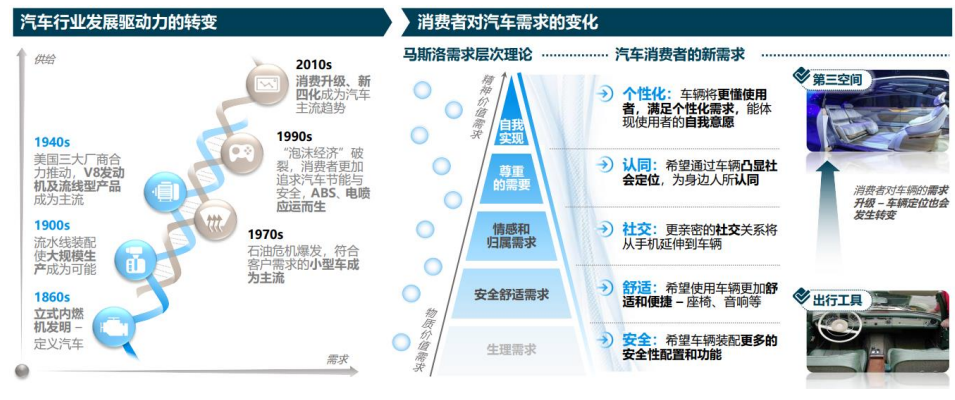 汽车行业发展驱动力的转变
供给
2010s
消费升级、新
四化成为汽车
主流趋势
1940s
美国三大厂商合
力推动，V8发动
机及流线型产品
成为主流
1990s
“泡沫经济”破
裂，消费者更加
追求汽车节能与
安全，ABS、电喷
应运而生
1900s
流水线装配
使大规模生
产成为可能
1970s
石油危机爆发，符合
客户需求的小型车成
为主流
1860s
立式内燃
机发明 –
定义汽车
需求
消费者对汽车需求的变化
马斯洛需求层次理论
精神价值需求
物质价值需求
自我
实现
尊重
的需要
情感和
归属需求
安全舒适需求
生理需求
汽车消费者的新需求
个性化：车辆将更懂使用
者，满足个性化需求，能体
现使用者的自我意愿
认同：希望通过车辆凸显社
会定位，为身边人所认同
社交：更亲密的社交关系将
从手机延伸到车辆
舒适：希望使用车辆更加舒
适和便捷 – 座椅、音响等
安全：希望车辆装配更多的
安全性配置和功能
第三空间
消费者对车辆的需求
升级 – 车辆定位也会
发生转变
出行工具